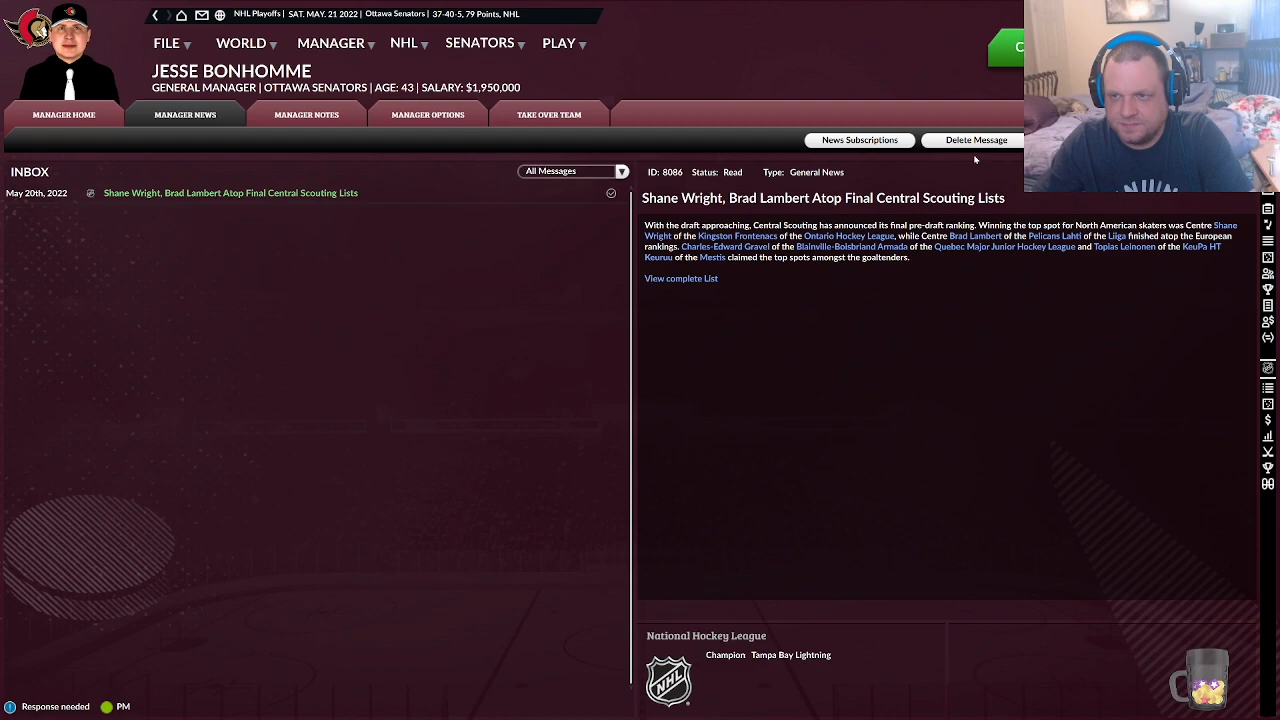 NHL Playoffs | SAT. MAY. 21 2022 | Ottawa Senators | 37-40-5, 79 Points, NHL
FILE WORLD MANAGER NHL SENATORS PLAY
C
JESSE BONHOMME
GENERAL MANAGER | OTTAWA SENATORS | AGE: 43 | SALARY: $1,950,000
MANAGER HOME MANAGER NEWS MANAGER NOTES MANAGER OPTIONS TAKE OVER TEAM
News Subscriptions Delete Message
INBOX All Messages
May 20th, 2022 Shane Wright, Brad Lambert Atop Final Central Scouting Lists
ID: 8086 Status: Read Type: General News
Shane Wright, Brad Lambert Atop Final Central Scouting Lists
With the draft approaching, Central Scouting has announced its final pre-draft ranking. Winning the top spot for North American skaters was Centre Shane
Wright of the Kingston Frontenacs of the Ontario Hockey League, while Centre Brad Lambert of the Pelicans Lahti of the Liiga finished atop the European
rankings. Charles-Edward Gravel of the Blainville-Boisbriand Armada of the Quebec Major Junior Hockey League and Topias Leinonen of the KeuPa HT
Keuruu of the Mestis claimed the top spots amongst the goaltenders.
View complete List
National Hockey League
Champion Tampa Bay Lightning
NHL
Response needed PM